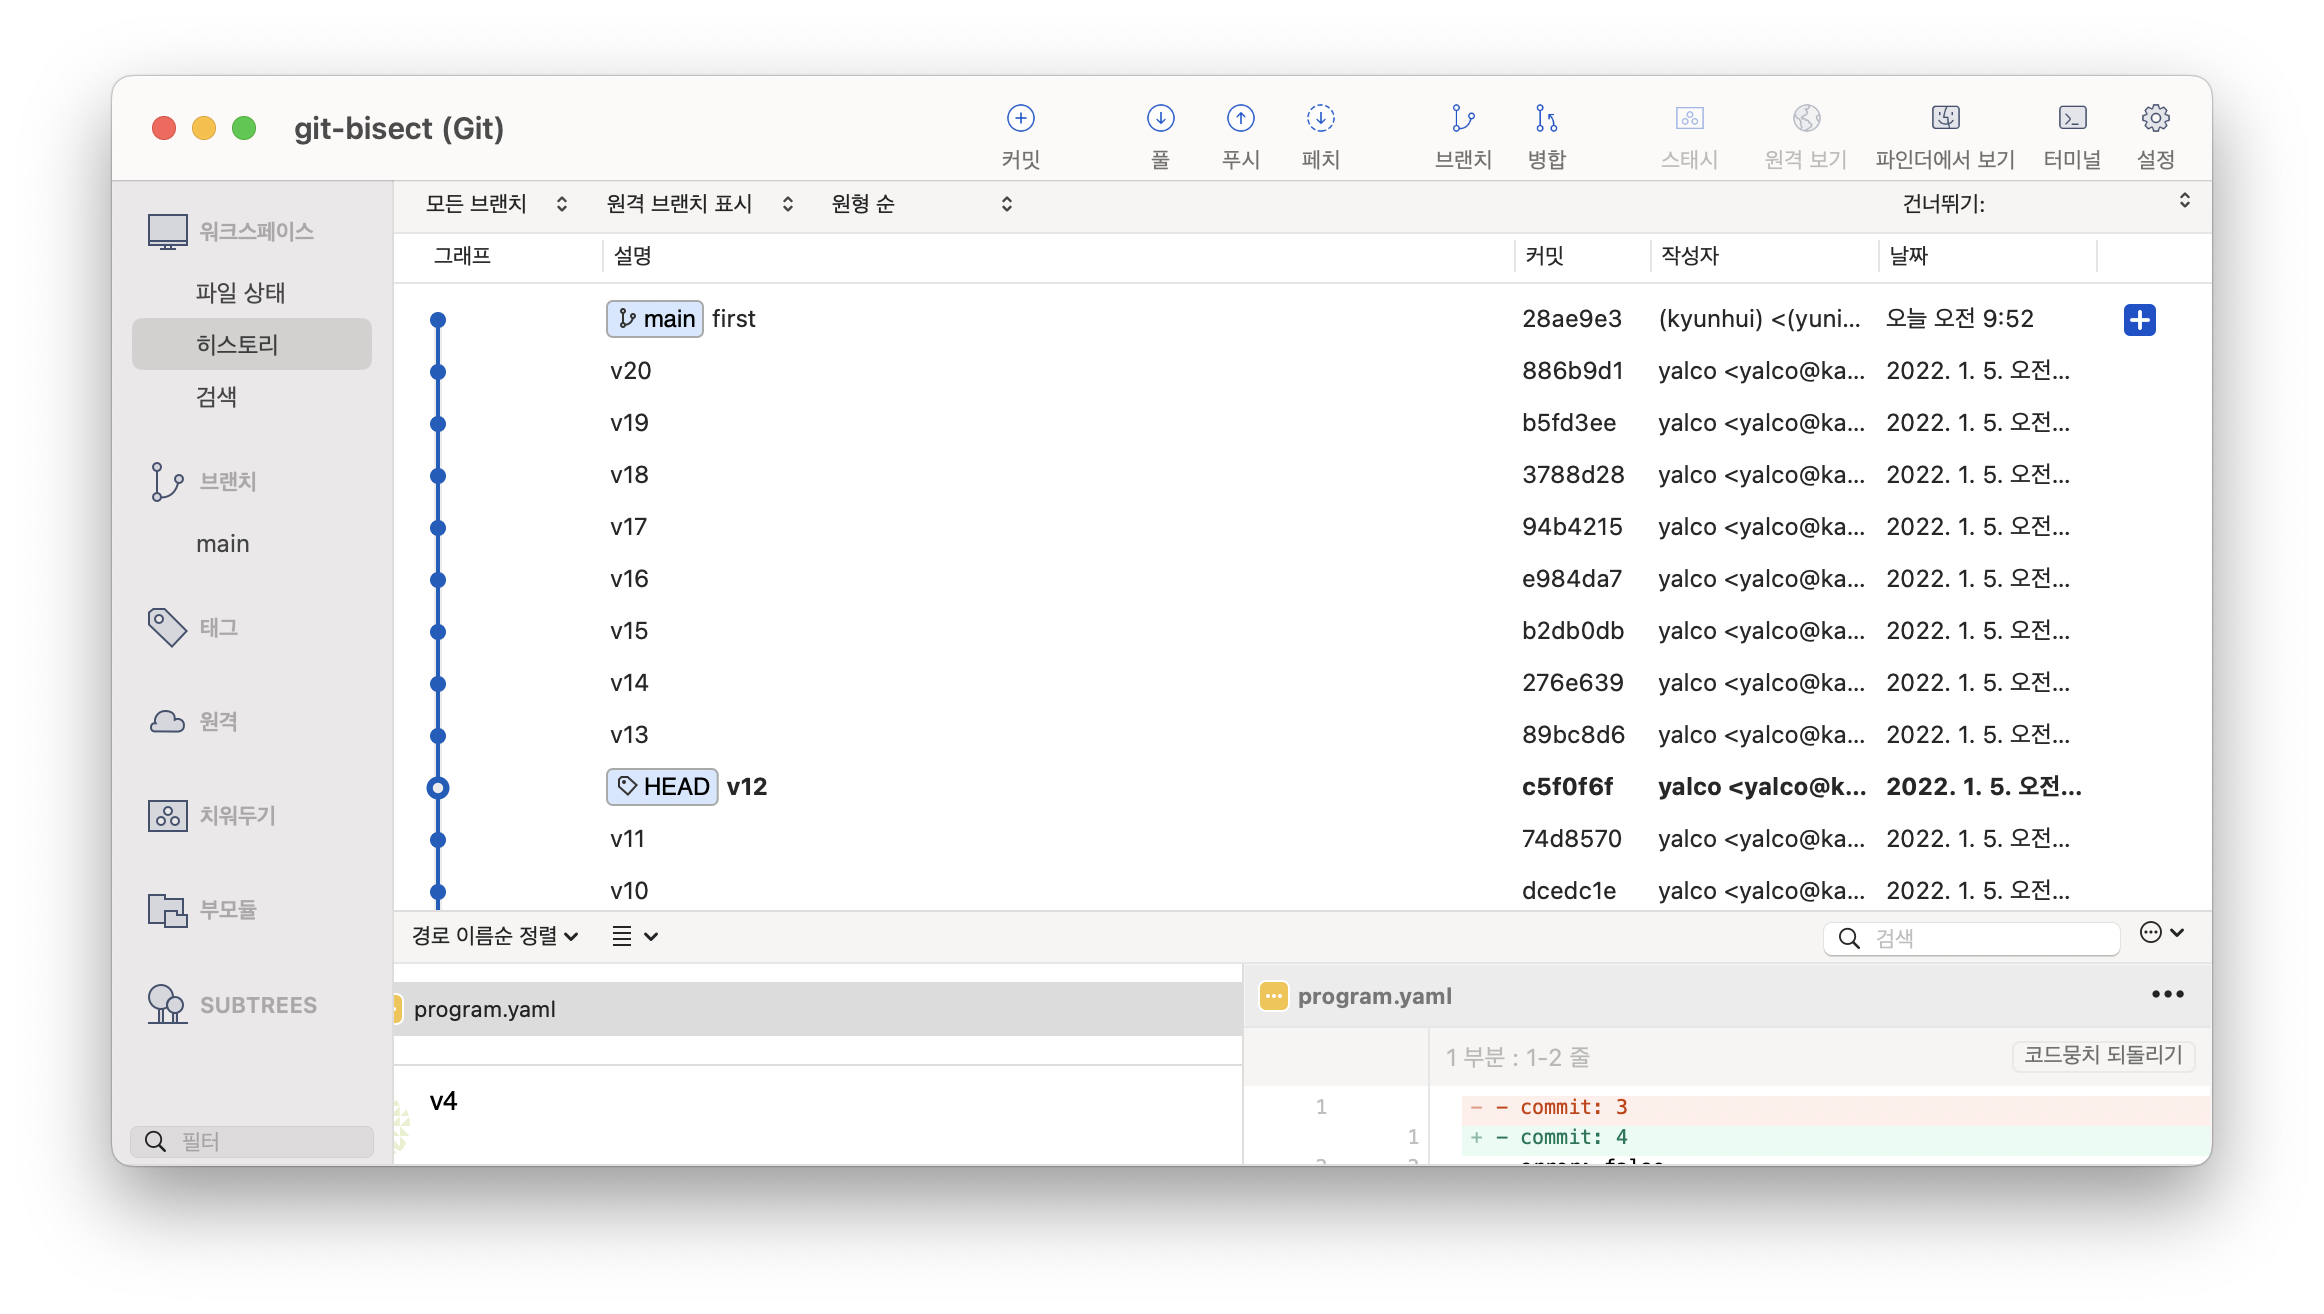 git-bisect (Git)
커밋
풀
푸시
페치
브랜치
병합
스태시
원격 보기
파인더에서 보기
터미널
설정
워크스페이스
파일 상태
히스토리
검색
브랜치
main
태그
원격
치워두기
부모듈
SUBTREES
필터
모든 브랜치
원격 브랜치 표시
원형 순
건너뛰기:
그래프 설명 커밋 작성자 날짜
main first 28ae9e3 (kyunhui) <(yuni... 오늘 오전 9:52
v20 886b9d1 yalco <yalco@ka... 2022. 1. 5. 오전...
v19 b5fd3ee yalco <yalco@ka... 2022. 1. 5. 오전...
v18 3788d28 yalco <yalco@ka... 2022. 1. 5. 오전...
v17 94b4215 yalco <yalco@ka... 2022. 1. 5. 오전...
v16 e984da7 yalco <yalco@ka... 2022. 1. 5. 오전...
v15 b2db0db yalco <yalco@ka... 2022. 1. 5. 오전...
v14 276e639 yalco <yalco@ka... 2022. 1. 5. 오전...
v13 89bc8d6 yalco <yalco@ka... 2022. 1. 5. 오전...
HEAD v12 c5f0f6f yalco <yalco@k... 2022. 1. 5. 오전...
v11 74d8570 yalco <yalco@ka... 2022. 1. 5. 오전...
v10 dcedc1e yalco <yalco@ka... 2022. 1. 5. 오전...
경로 이름순 정렬
검색
program.yaml
v4
program.yaml
1 부분 : 1-2 줄
코드뭉치 되돌리기
1 - - commit: 3
1 + - commit: 4